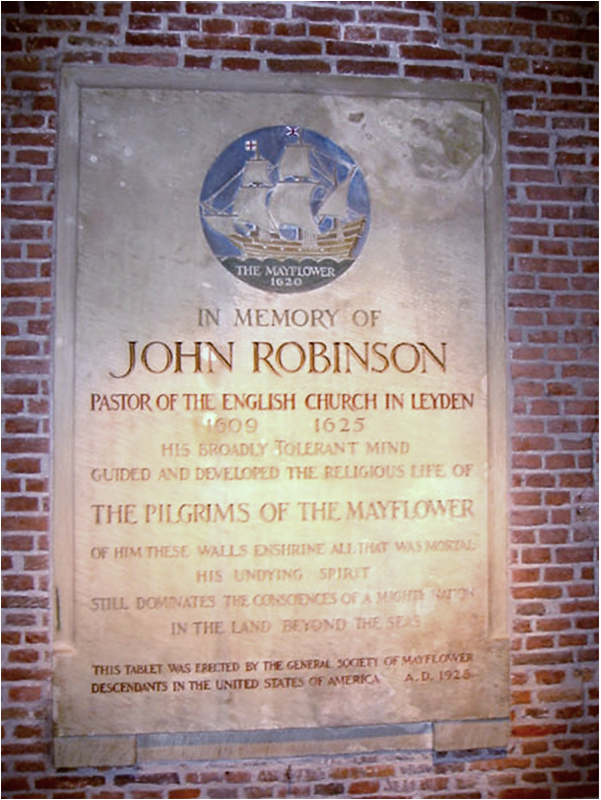 THE MAYFLOWER
1620
IN MEMORY OF
JOHN ROBINSON
PASTOR OF THE ENGLISH CHURCH IN LEYDEN
1609 1625
HIS BROADLY TOLERANT MIND
GUIDED AND DEVELOPED THE RELIGIOUS LIFE OF
THE PILGRIMS OF THE MAYFLOWER
OF HIM THESE WALLS ENSHRINE ALL THAT WAS MORTAL
HIS UNDYING SPIRIT
STILL DOMINATES THE CONSCIENCES OF A MIGHTY NATION
IN THE LAND BEYOND THE SEAS
THIS TABLET WAS ERECTED BY THE GENERAL SOCIETY OF MAYFLOWER
DESCENDANTS IN THE UNITED STATES OF AMERICA A.D. 1928